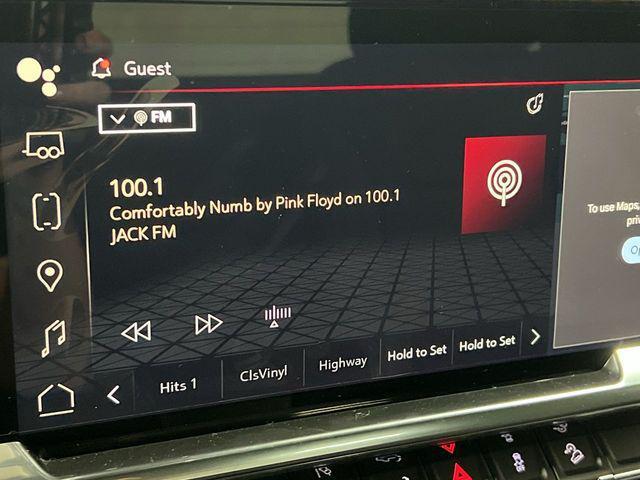 Guest
FM
100.1
Comfortably Numb by Pink Floyd on 100.1
JACK FM
To use Maps,
Hits 1
ClsVinyl
Highway
Hold to Set
Hold to Set